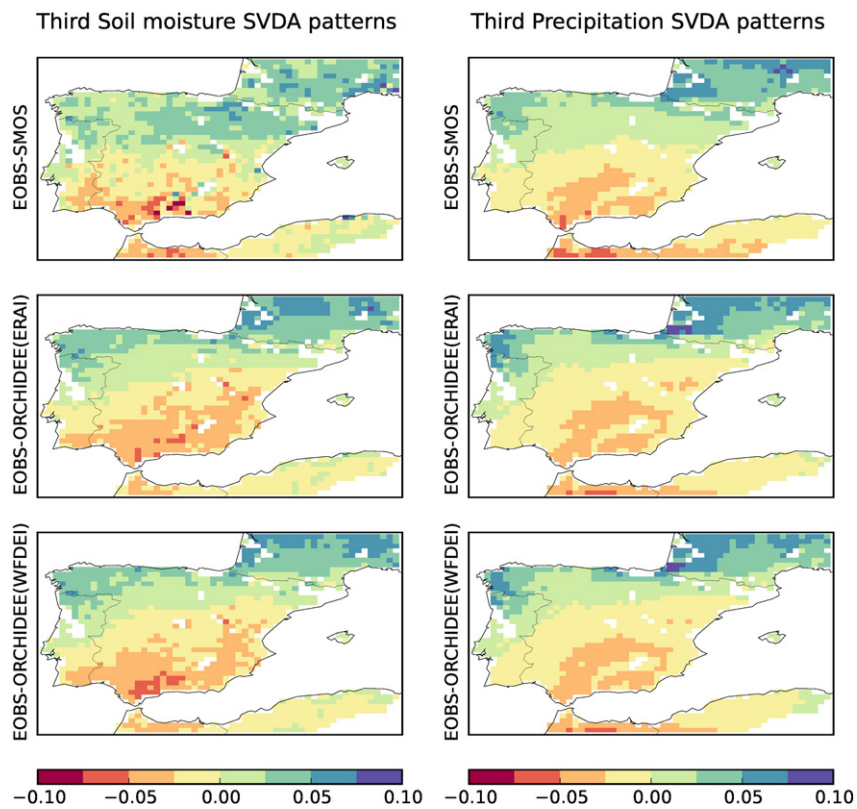 Third Soil moisture SVDA patterns
Third Precipitation SVDA patterns
EOBS-SMOS
EOBS-SMOS
EOBS-ORCHIDEE(ERAI)
EOBS-ORCHIDEE(ERAI)
EOBS-ORCHIDEE(WFDEI)
EOBS-ORCHIDEE(WFDEI)
−0.10 −0.05 0.00 0.05 0.10
−0.10 −0.05 0.00 0.05 0.10